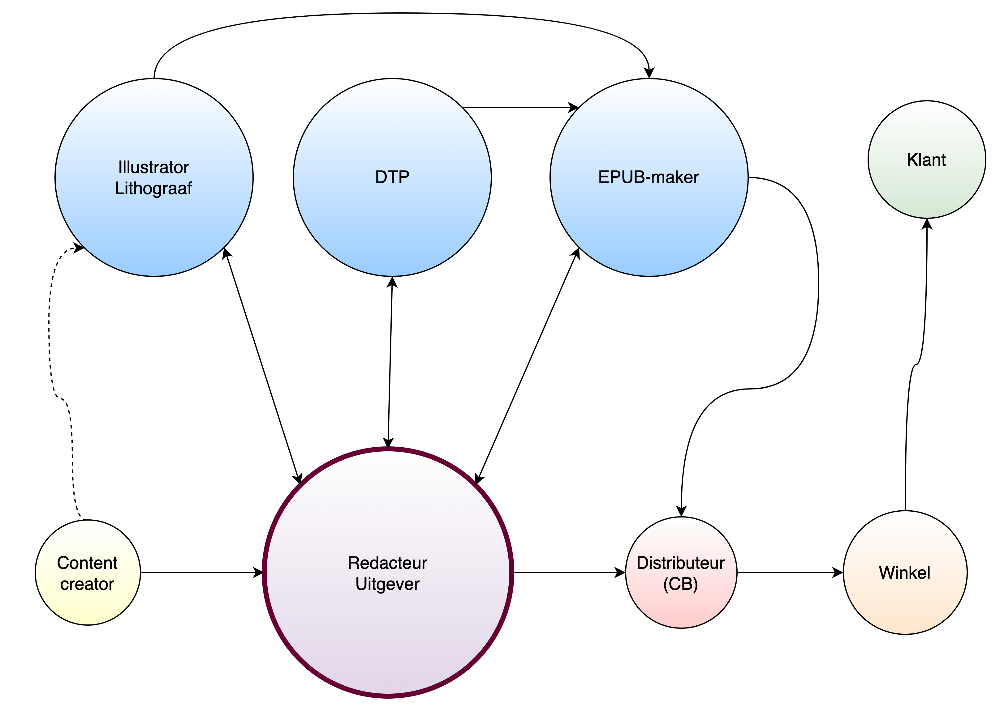 Illustrator
Lithograaf
DTP
EPUB-maker
Klant
Content
creator
Redacteur
Uitgever
Distributeur
(CB)
Winkel